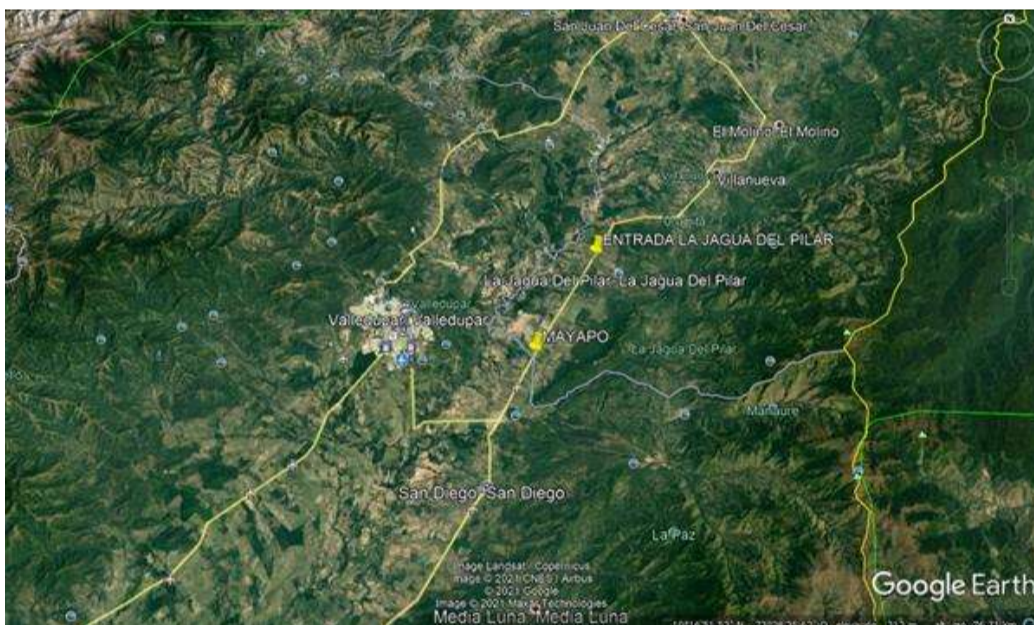 San Juan Del Cesar San Juan Del Cesar
El Molino El Molino
Villanueva
ENTRADA LA JAGUA DEL PILAR
La Jagua Del Pilar La Jagua Del Pilar
Valledupar
Valledupar Valledupar
MAYAPO
La Jagua Del Pilar
Manaure
San Diego San Diego
La Paz
Image Landsat / Copernicus
Image © 2021 CNES / Airbus
© 2021 Google
Image © 2021 Maxar Technologies
Google Earth
Media Luna Media Luna